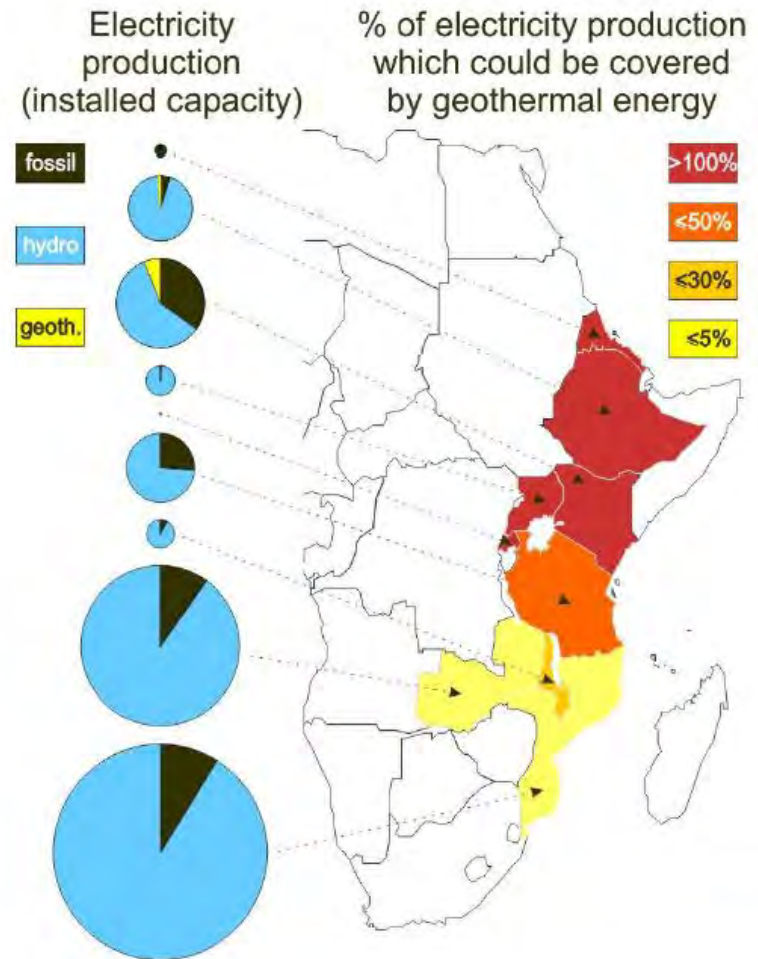 Electricity
production
(installed capacity)
% of electricity production
which could be covered
by geothermal energy
fossil
hydro
geoth.
>100%
≤50%
≤30%
≤5%